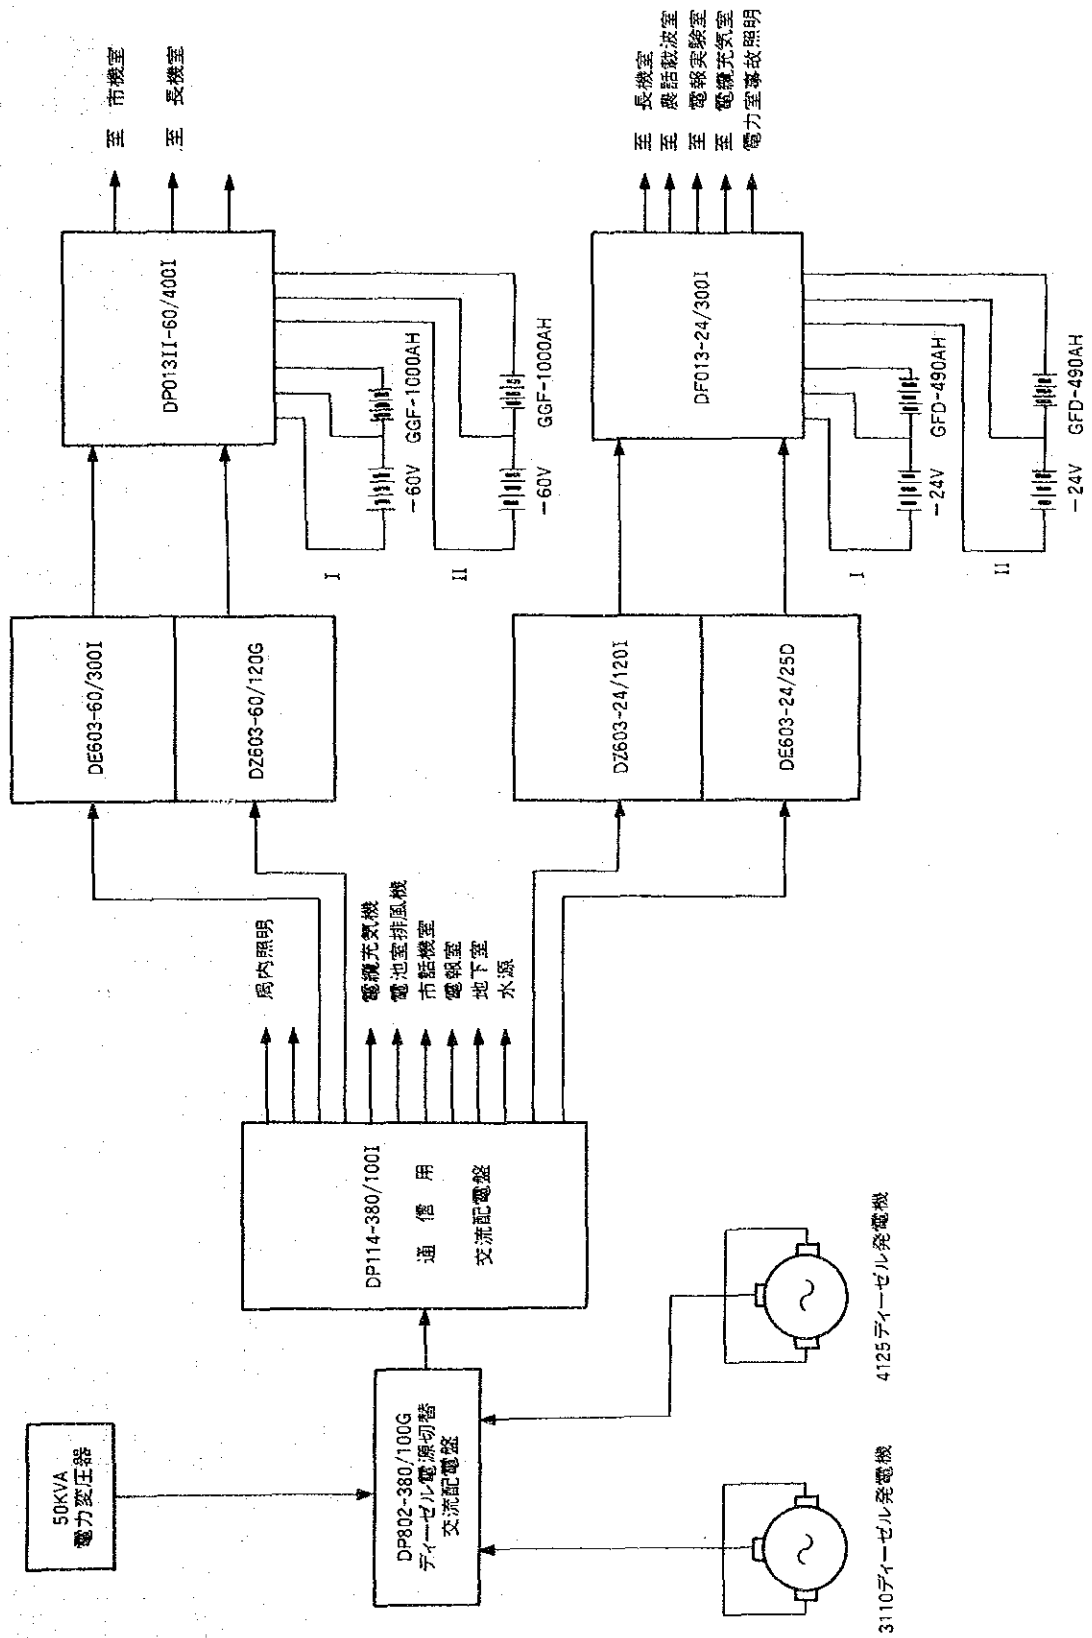 50KVA
電力変圧器
DP802-380/100G
ディーゼル電源切替
交流配電盤
3110ディーゼル発電機
4125ディーゼル発電機
DP114-380/100I
通信用
交流配電盤
局内照明
電纜充気機
電池室排風機
市話機室
電報室
地下室
水源
DE603-60/300I
DZ603-60/120G
DZ603-24/120I
DE603-24/25D
DP013II-60/400I
至 市機室
至 長機室
I
-60V GGF-1000AH
II
-60V GGF-1000AH
DF013-24/300I
至 長機室
至 農話載波室
至 電報実験室
至 電纜充気室
電力室事故照明
I
-24V GFD-490AH
II
-24V GFD-490AH